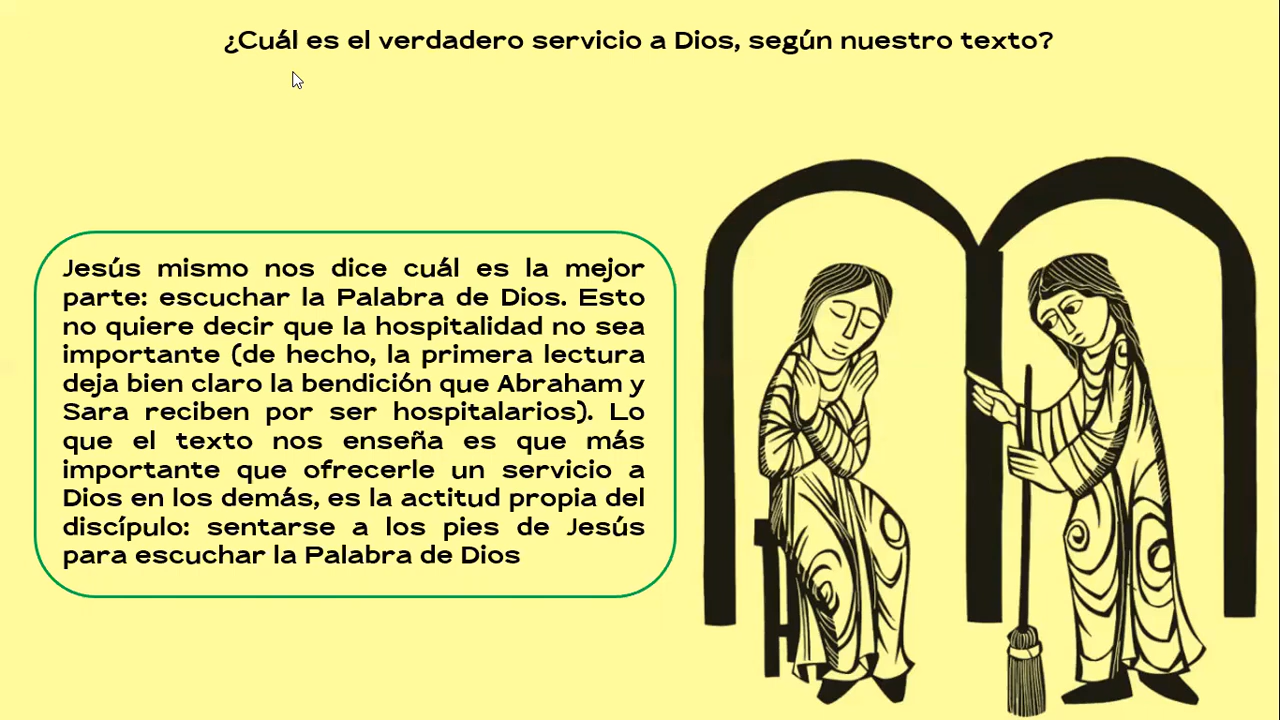 ¿Cuál es el verdadero servicio a Dios, según nuestro texto?
Jesús mismo nos dice cuál es la mejor
parte: escuchar la Palabra de Dios. Esto
no quiere decir que la hospitalidad no sea
importante (de hecho, la primera lectura
deja bien claro la bendición que Abraham y
Sara reciben por ser hospitalarios). Lo
que el texto nos enseña es que más
importante que ofrecerle un servicio a
Dios en los demás, es la actitud propia del
discípulo: sentarse a los pies de Jesús
para escuchar la Palabra de Dios